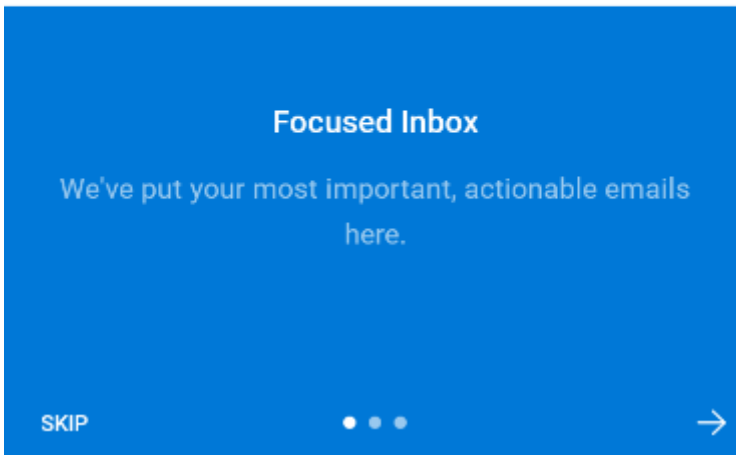 Focused Inbox
We've put your most important, actionable emails
here.
SKIP